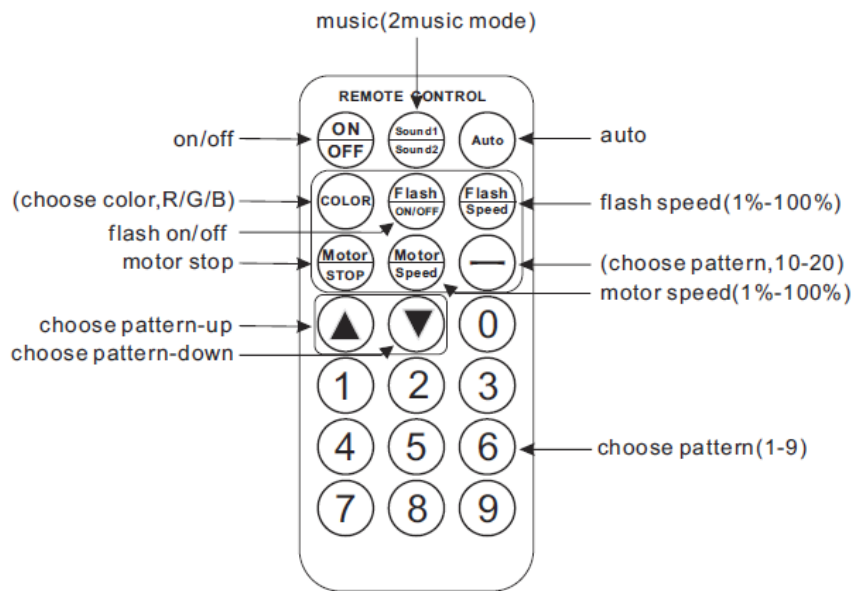 music(2music mode)
REMOTE CONTROL
on/off
ON
OFF
Sound1
Sound2
Auto
auto
(choose color,R/G/B)
COLOR
Flash
ON/OFF
Flash
Speed
flash speed(1%-100%)
flash on/off
motor stop
Motor
STOP
Motor
Speed
—
(choose pattern,10-20)
motor speed(1%-100%)
choose pattern-up
choose pattern-down
▲
▼
0
1
2
3
4
5
6
choose pattern(1-9)
7
8
9